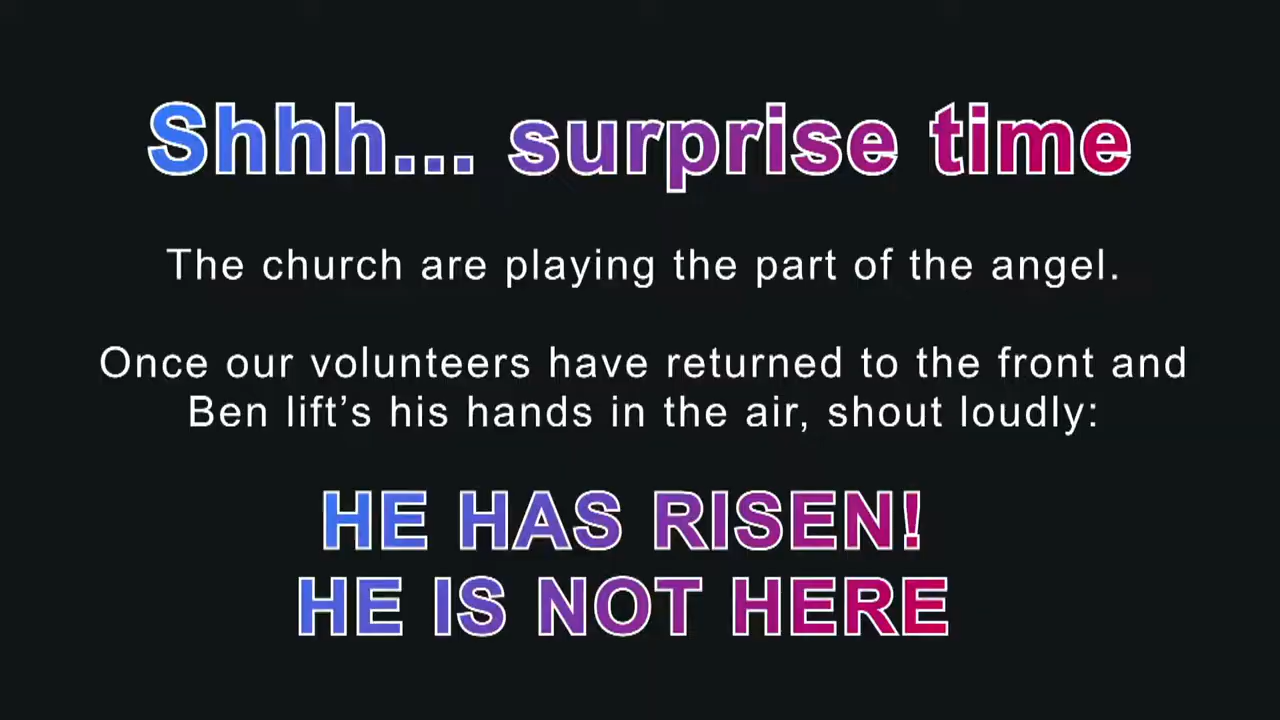 Shhh... surprise time
The church are playing the part of the angel.
Once our volunteers have returned to the front and
Ben lift’s his hands in the air, shout loudly:
HE HAS RISEN!
HE IS NOT HERE